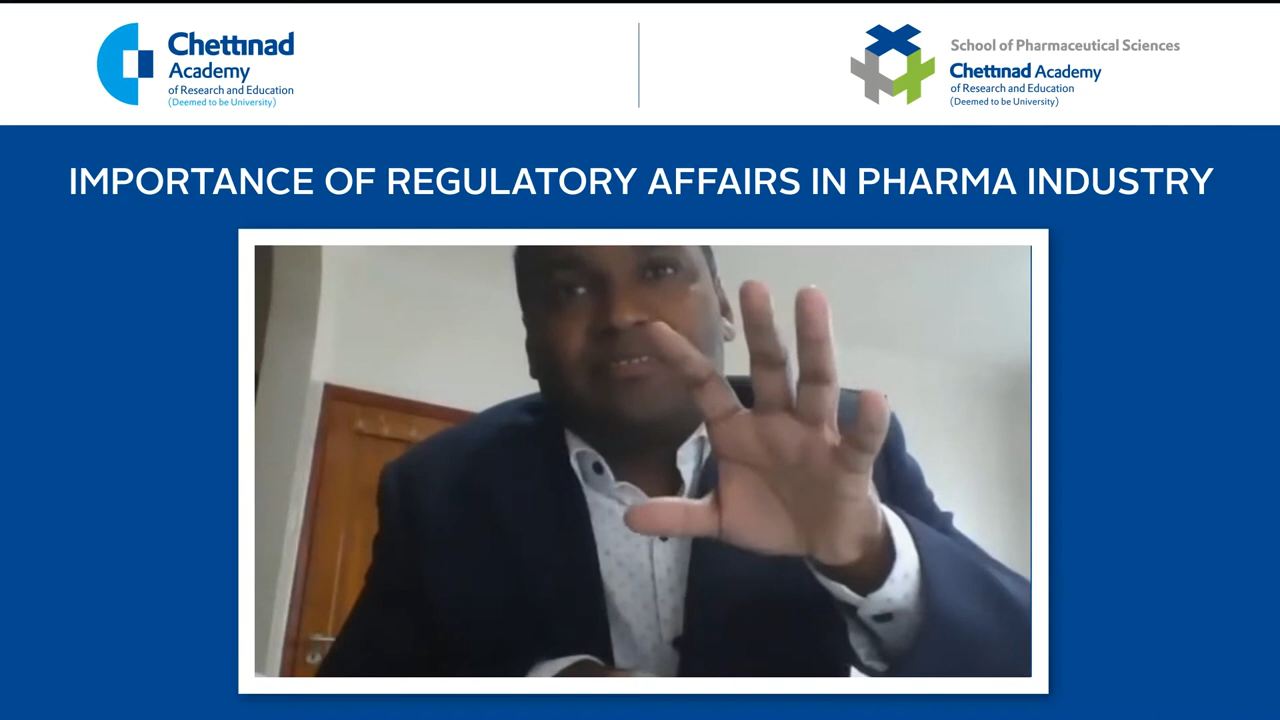 Chettinad
Academy
of Research and Education
(Deemed to be University)
School of Pharmaceutical Sciences
Chettinad Academy
of Research and Education
(Deemed to be University)
IMPORTANCE OF REGULATORY AFFAIRS IN PHARMA INDUSTRY